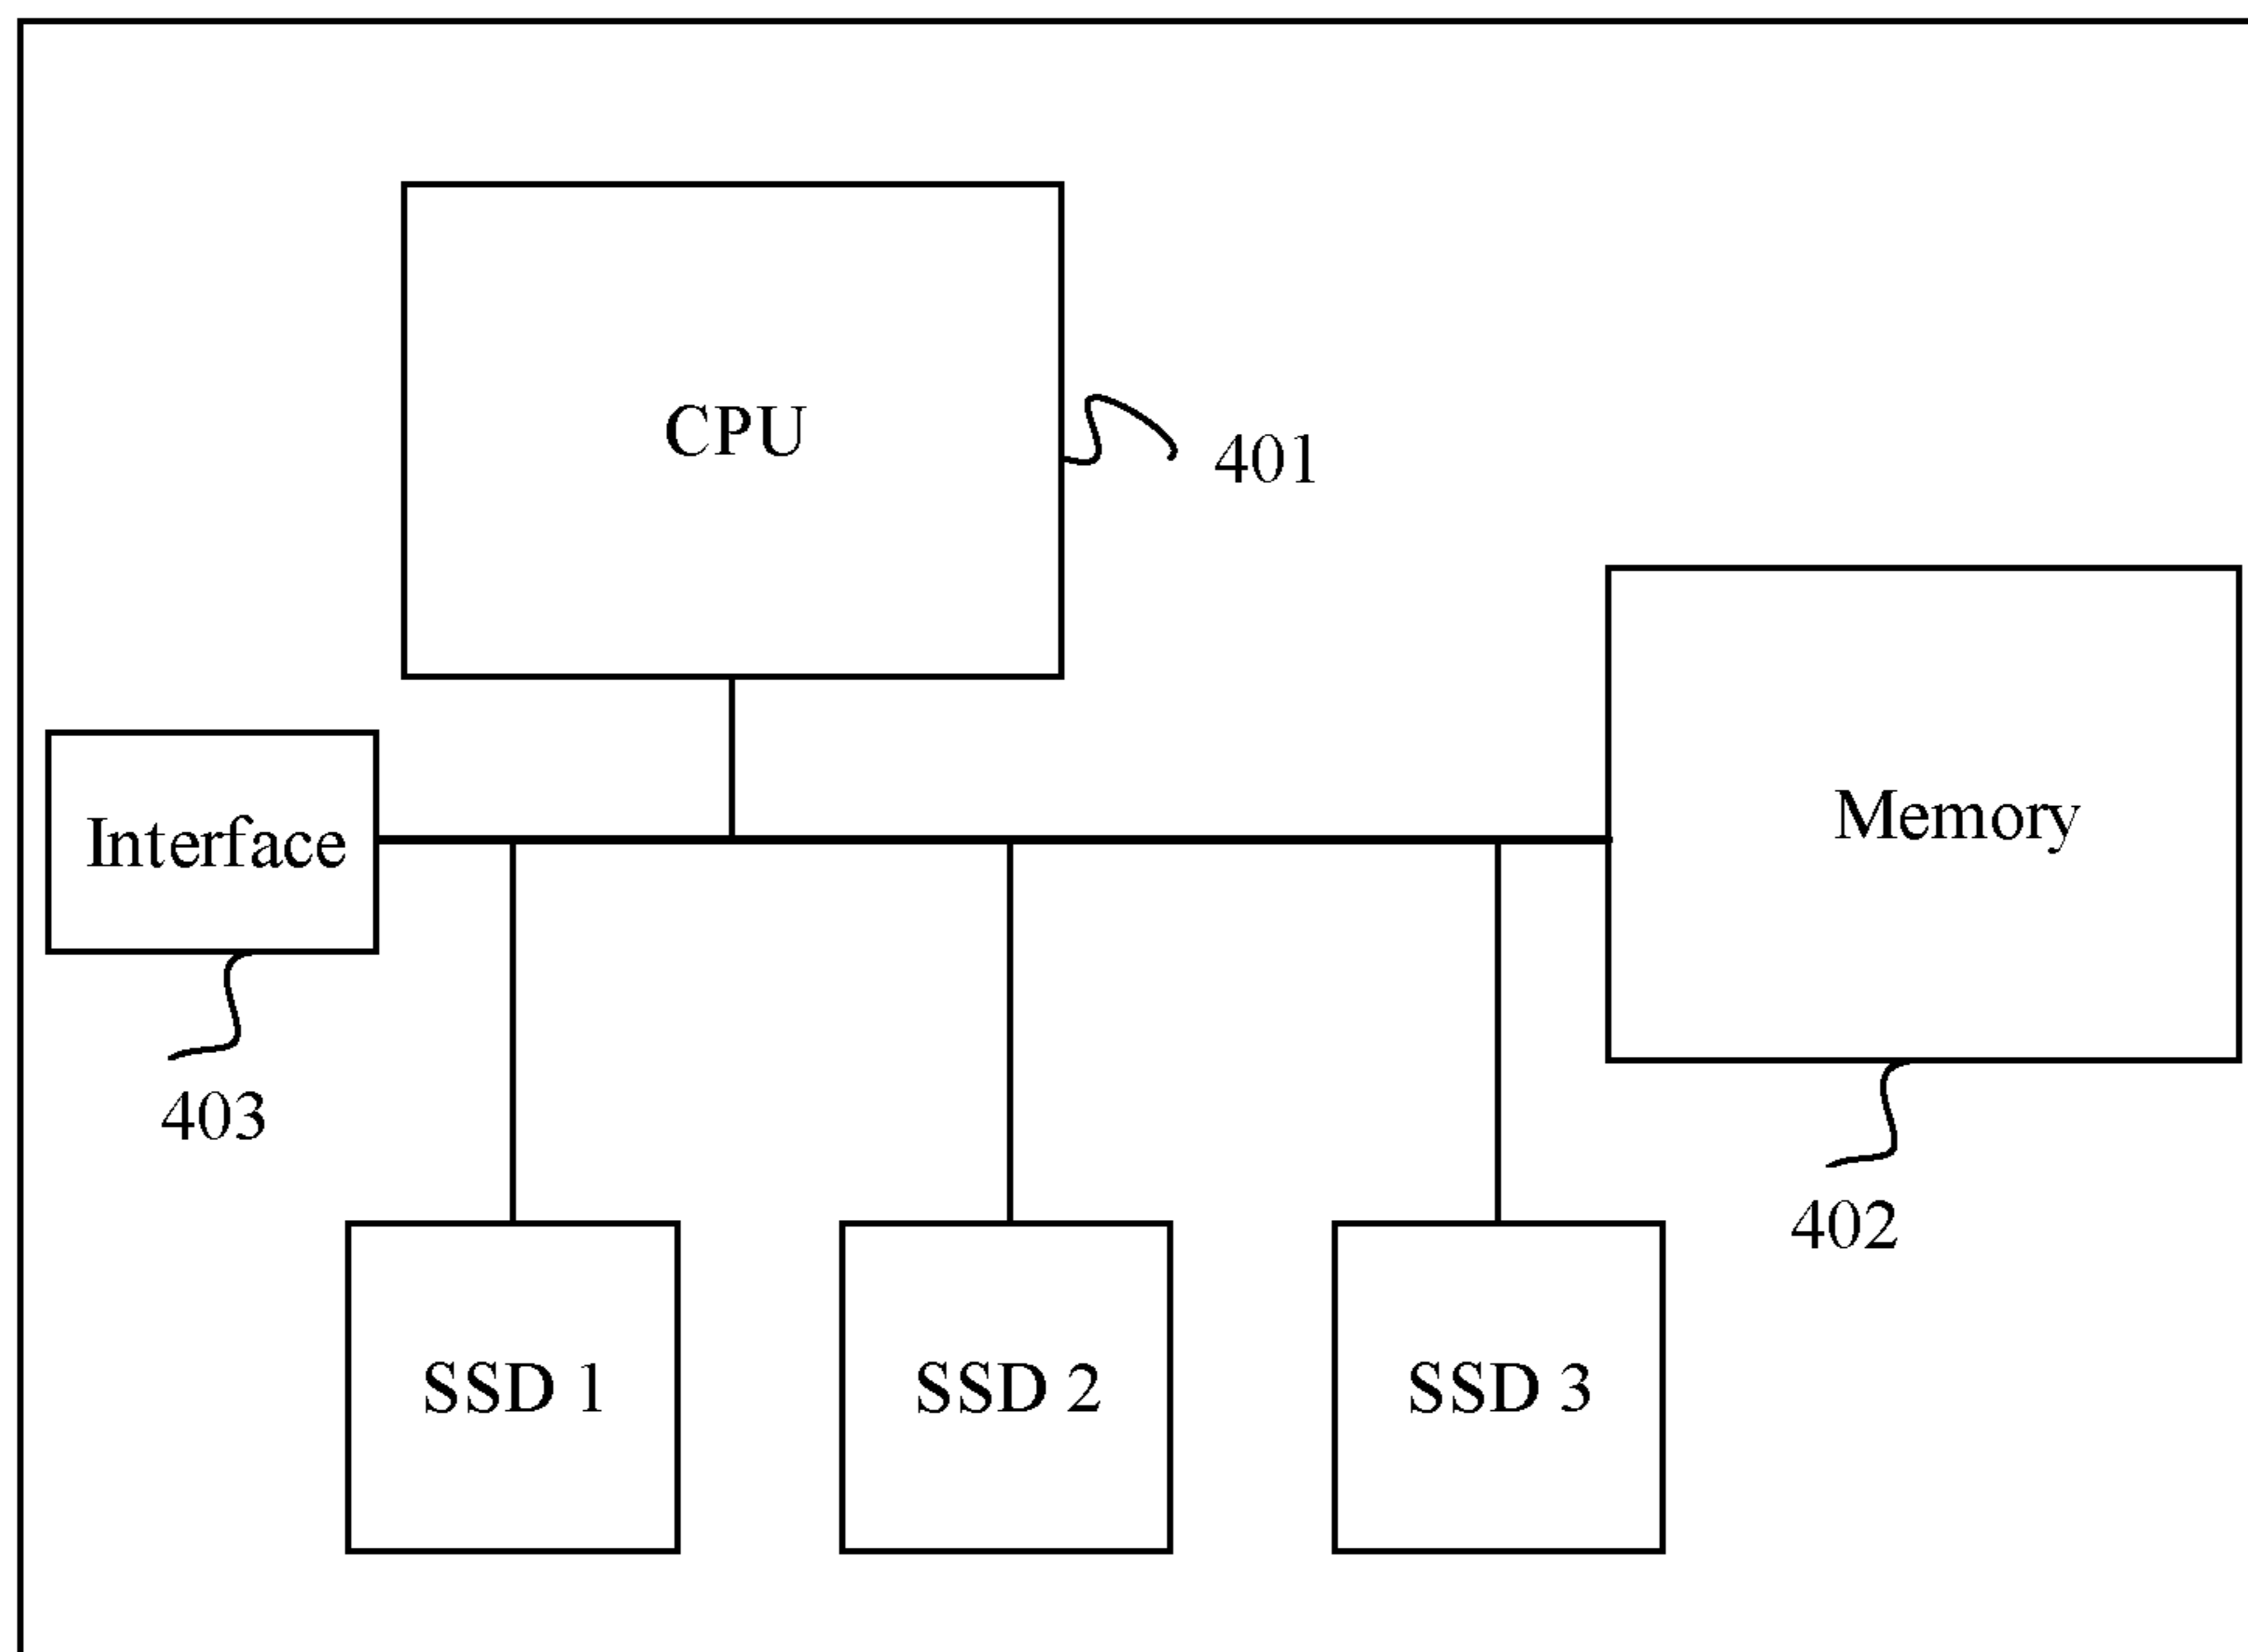 CPU
401
Memory
Interface
403
402
SSD 1
SSD 2
SSD 3